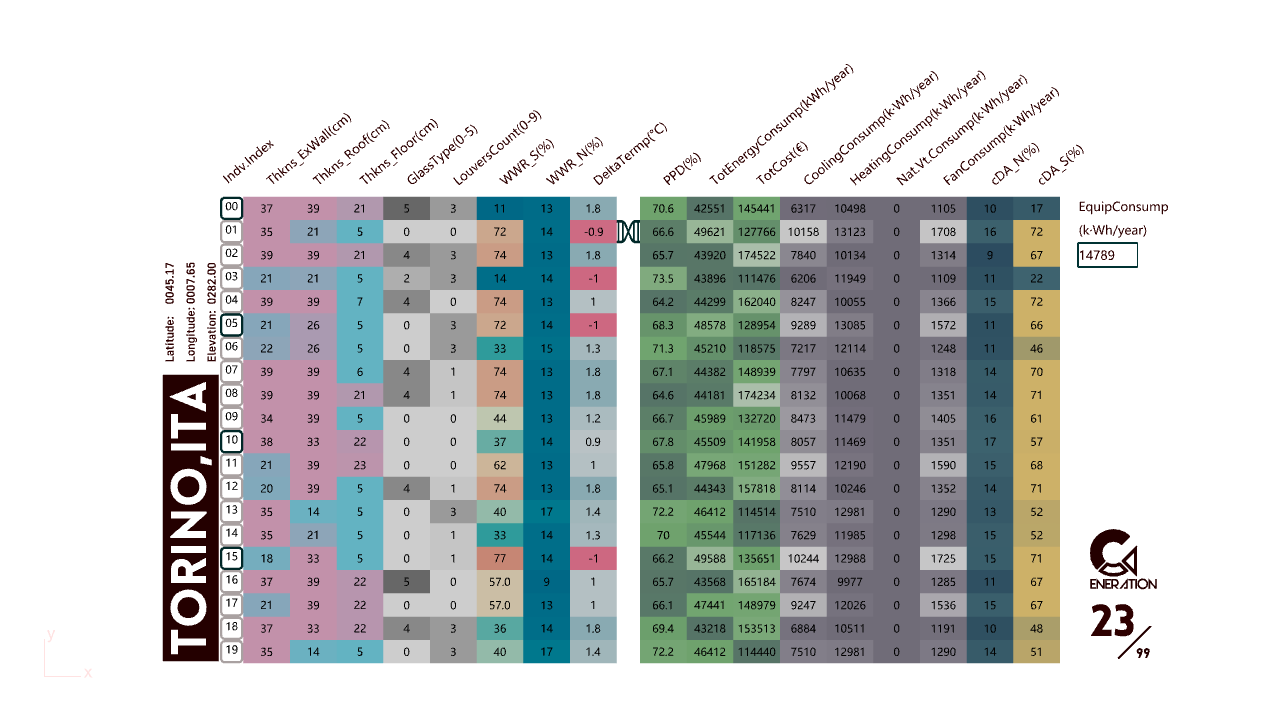 Indv.Index Thkns_ExWall(cm) Thkns_Roof(cm) Thkns_Floor(cm) GlassType(0-5) LouversCount(0-9) WWR_S(%) WWR_N(%) DeltaTermp(°C) PPD(%) TotEnergyConsump(kWh/year) TotCost(€) CoolingConsump(k·Wh/year) HeatingConsump(k·Wh/year) Nat.Vt.Consump(k·Wh/year) FanConsump(k·Wh/year) cDA_N(%) cDA_S(%)
00 37 39 21 5 3 11 13 1.8 70.6 42551 145441 6317 10498 0 1105 10 17
01 35 21 5 0 0 72 14 -0.9 66.6 49621 127766 10158 13123 0 1708 16 72
02 39 39 21 4 3 74 13 1.8 65.7 43920 174522 7840 10134 0 1314 9 67
03 21 21 5 2 3 14 14 -1 73.5 43896 111476 6206 11949 0 1109 11 22
04 39 39 7 4 0 74 13 1 64.2 44299 162040 8247 10055 0 1366 15 72
05 21 26 5 0 3 72 14 -1 68.3 48578 128954 9289 13085 0 1572 11 66
06 22 26 5 0 3 33 15 1.3 71.3 45210 118575 7217 12114 0 1248 11 46
07 39 39 6 4 1 74 13 1.8 67.1 44382 148939 7797 10635 0 1318 14 70
08 39 39 21 4 1 74 13 1.8 64.6 44181 174234 8132 10068 0 1351 14 71
09 34 39 5 0 0 44 13 1.2 66.7 45989 132720 8473 11479 0 1405 16 61
10 38 33 22 0 0 37 14 0.9 67.8 45509 141958 8057 11469 0 1351 17 57
11 21 39 23 0 0 62 13 1 65.8 47968 151282 9557 12190 0 1590 15 68
12 20 39 5 4 1 74 13 1.8 65.1 44343 157818 8114 10246 0 1352 14 71
13 35 14 5 0 3 40 17 1.4 72.2 46412 114514 7510 12981 0 1290 13 52
14 35 21 5 0 1 33 14 1.3 70 45544 117136 7629 11985 0 1298 15 52
15 18 33 5 0 1 77 14 -1 66.2 49588 135651 10244 12988 0 1725 15 71
16 37 39 22 5 0 57.0 9 1 65.7 43568 165184 7674 9977 0 1285 11 67
17 21 39 22 0 0 57.0 13 1 66.1 47441 148979 9247 12026 0 1536 15 67
18 37 33 22 4 3 36 14 1.8 69.4 43218 153513 6884 10511 0 1191 10 48
19 35 14 5 0 3 40 17 1.4 72.2 46412 114440 7510 12981 0 1290 14 51
Latitude: 0045.17
Longitude: 0007.65
Elevation: 0282.00
TORINO,ITA
EquipConsump
(k·Wh/year)
14789
ENERATION
23/99
y
x